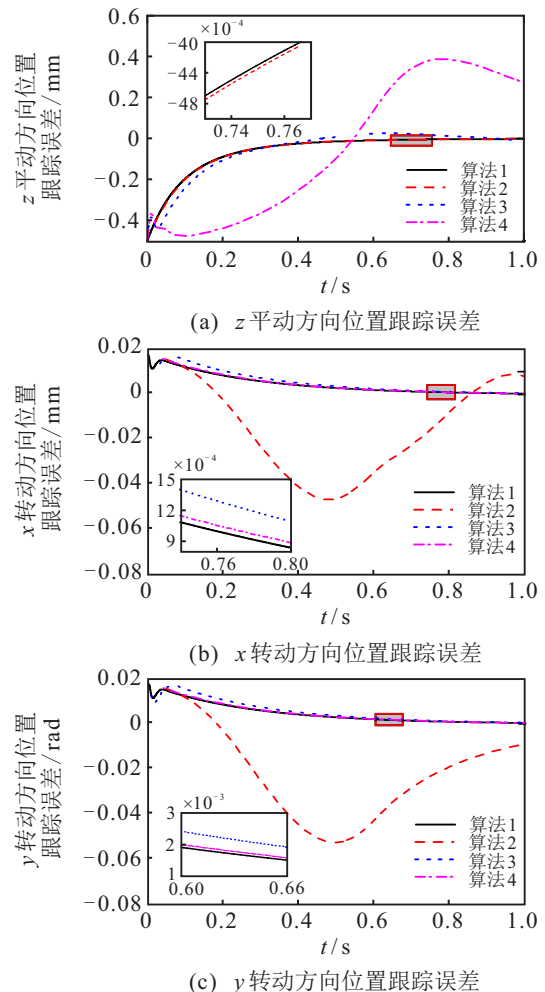 z 平动方向位置
跟踪误差/mm
0.6
0.4
0.2
0
−0.2
−0.4
×10⁻⁴
−40
−44
−48
0.74 0.76
算法1
算法2
算法3
算法4
0 0.2 0.4 0.6 0.8 1.0
t/s
(a) z 平动方向位置跟踪误差
x 转动方向位置
跟踪误差/mm
0.02
0
−0.02
−0.04
−0.06
−0.08
×10⁻⁴
15
12
9
0.76 0.80
算法1
算法2
算法3
算法4
0 0.2 0.4 0.6 0.8 1.0
t/s
(b) x 转动方向位置跟踪误差
y 转动方向位置
跟踪误差/rad
0.02
0
−0.02
−0.04
−0.06
−0.08
×10⁻³
3
2
1
0.60 0.66
算法1
算法2
算法3
算法4
0 0.2 0.4 0.6 0.8 1.0
t/s
(c) y 转动方向位置跟踪误差